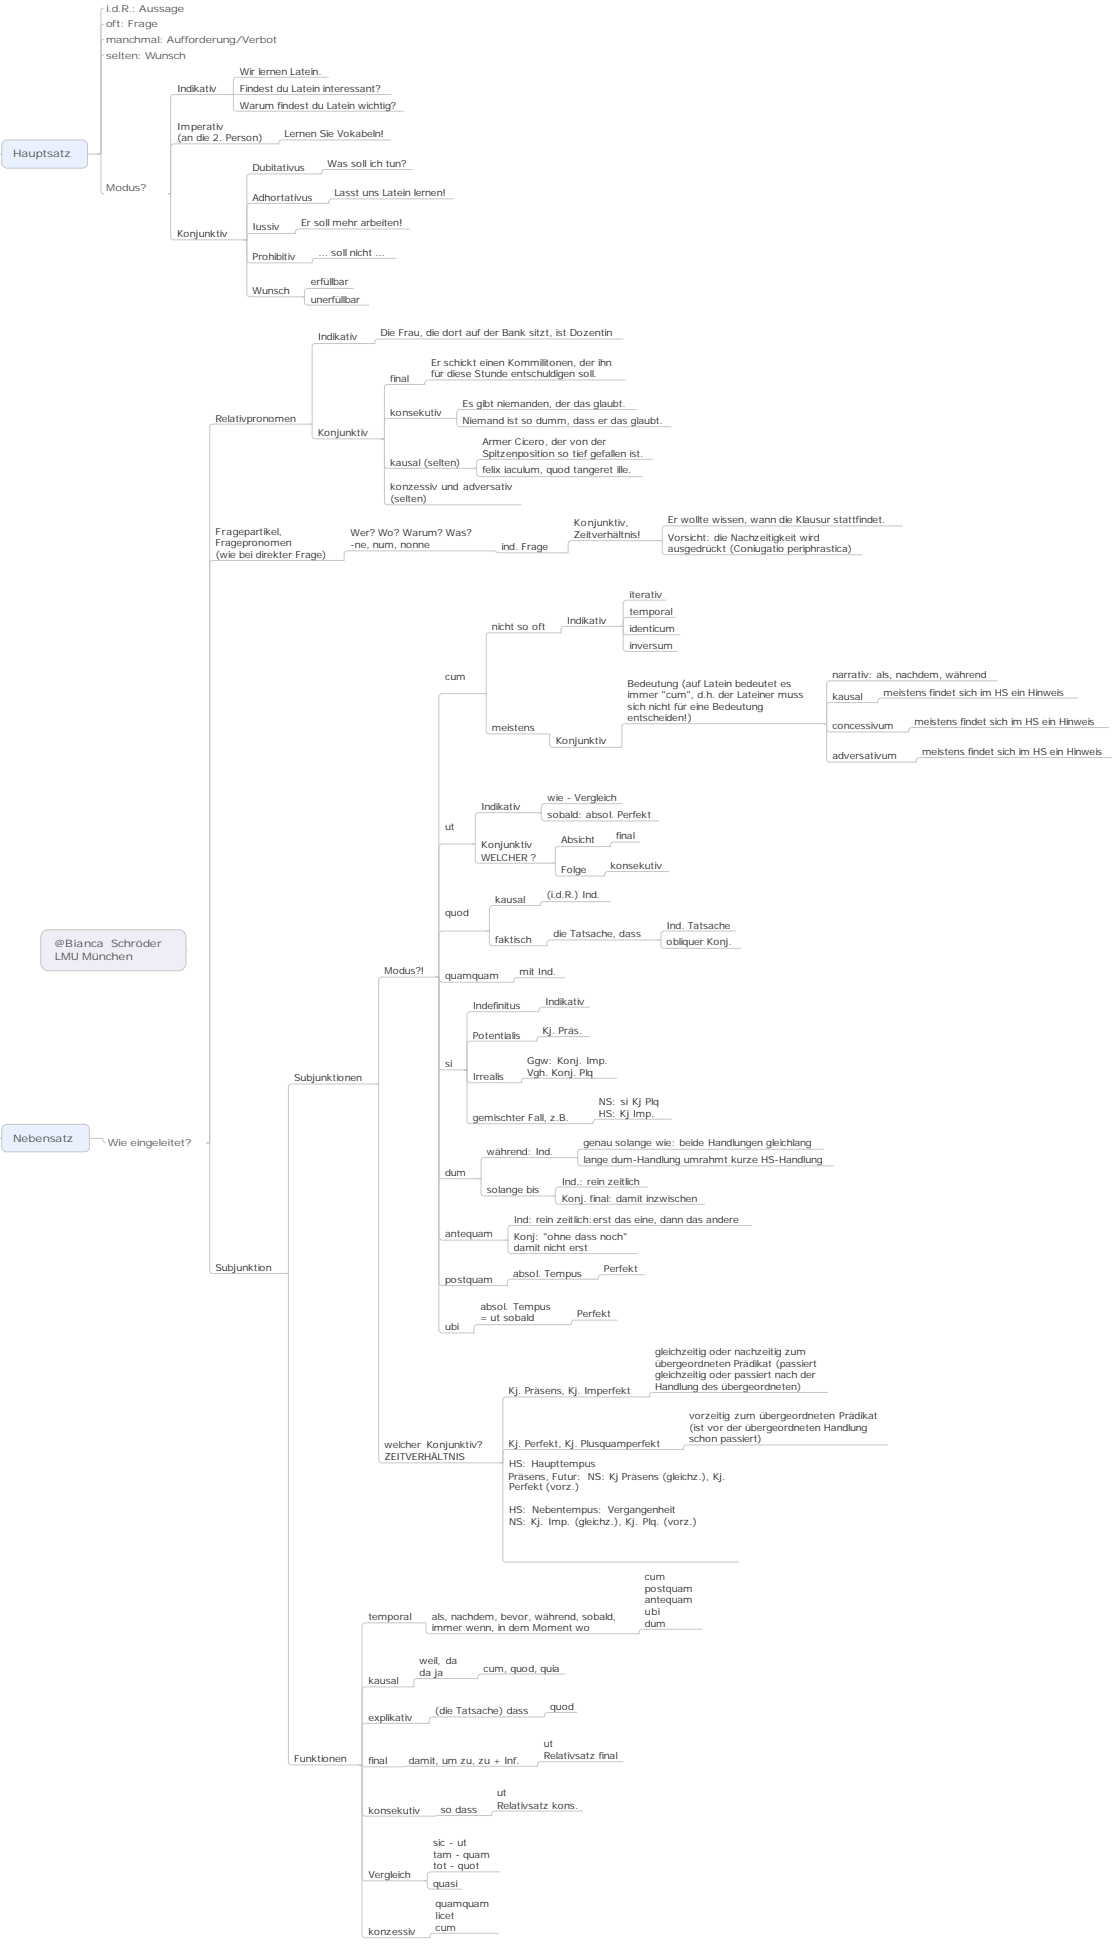 i.d.R.: Aussage
oft: Frage
manchmal: Aufforderung/Verbot
selten: Wunsch
Hauptsatz
Modus?
Indikativ
Wir lernen Latein.
Findest du Latein interessant?
Warum findest du Latein wichtig?
Imperativ
(an die 2. Person)
Lernen Sie Vokabeln!
Konjunktiv
Dubitativus
Was soll ich tun?
Adhortativus
Lasst uns Latein lernen!
Iussiv
Er soll mehr arbeiten!
Prohibitiv
... soll nicht ...
Wunsch
erfüllbar
unerfüllbar
@Bianca Schröder
LMU München
Nebensatz
Wie eingeleitet?
Relativpronomen
Indikativ
Die Frau, die dort auf der Bank sitzt, ist Dozentin
Konjunktiv
final
Er schickt einen Kommilitonen, der ihn
für diese Stunde entschuldigen soll.
konsekutiv
Es gibt niemanden, der das glaubt.
Niemand ist so dumm, dass er das glaubt.
kausal (selten)
Armer Cicero, der von der
Spitzenposition so tief gefallen ist.
felix iaculum, quod tangeret ille.
konzessiv und adversativ
(selten)
Fragepartikel,
Fragepronomen
(wie bei direkter Frage)
Wer? Wo? Warum? Was?
-ne, num, nonne
ind. Frage
Konjunktiv,
Zeitverhältnis!
Er wollte wissen, wann die Klausur stattfindet.
Vorsicht: die Nachzeitigkeit wird
ausgedrückt (Coniugatio periphrastica)
Subjunktion
Subjunktionen
Modus?!
cum
nicht so oft
Indikativ
iterativ
temporal
identicum
inversum
meistens
Konjunktiv
Bedeutung (auf Latein bedeutet es
immer "cum", d.h. der Lateiner muss
sich nicht für eine Bedeutung
entscheiden!)
narrativ: als, nachdem, während
kausal
meistens findet sich im HS ein Hinweis
concessivum
meistens findet sich im HS ein Hinweis
adversativum
meistens findet sich im HS ein Hinweis
ut
Indikativ
wie - Vergleich
sobald: absol. Perfekt
Konjunktiv
WELCHER ?
Absicht
final
Folge
konsekutiv
quod
kausal
(i.d.R.) Ind.
faktisch
die Tatsache, dass
Ind. Tatsache
obliquer Konj.
quamquam
mit Ind.
si
Indefinitus
Indikativ
Potentialis
Kj. Präs.
Irrealis
Ggw: Konj. Imp.
Vgh. Konj. Plq
gemischter Fall, z.B.
NS: si Kj Plq
HS: Kj Imp.
dum
während: Ind.
genau solange wie: beide Handlungen gleichlang
lange dum-Handlung umrahmt kurze HS-Handlung
solange bis
Ind.: rein zeitlich
Konj. final: damit inzwischen
antequam
Ind: rein zeitlich:erst das eine, dann das andere
Konj: "ohne dass noch"
damit nicht erst
postquam
absol. Tempus
Perfekt
ubi
absol. Tempus
= ut sobald
Perfekt
welcher Konjunktiv?
ZEITVERHÄLTNIS
Kj. Präsens, Kj. Imperfekt
gleichzeitig oder nachzeitig zum
übergeordneten Prädikat (passiert
gleichzeitig oder passiert nach der
Handlung des übergeordneten)
Kj. Perfekt, Kj. Plusquamperfekt
vorzeitig zum übergeordneten Prädikat
(ist vor der übergeordneten Handlung
schon passiert)
HS: Haupttempus
Präsens, Futur: NS: Kj Präsens (gleichz.), Kj.
Perfekt (vorz.)
HS: Nebentempus: Vergangenheit
NS: Kj. Imp. (gleichz.), Kj. Plq. (vorz.)
Funktionen
temporal
als, nachdem, bevor, während, sobald,
immer wenn, in dem Moment wo
cum
postquam
antequam
ubi
dum
kausal
weil, da
da ja
cum, quod, quia
explikativ
(die Tatsache) dass
quod
final
damit, um zu, zu + Inf.
ut
Relativsatz final
konsekutiv
so dass
ut
Relativsatz kons.
Vergleich
sic - ut
tam - quam
tot - quot
quasi
konzessiv
quamquam
licet
cum